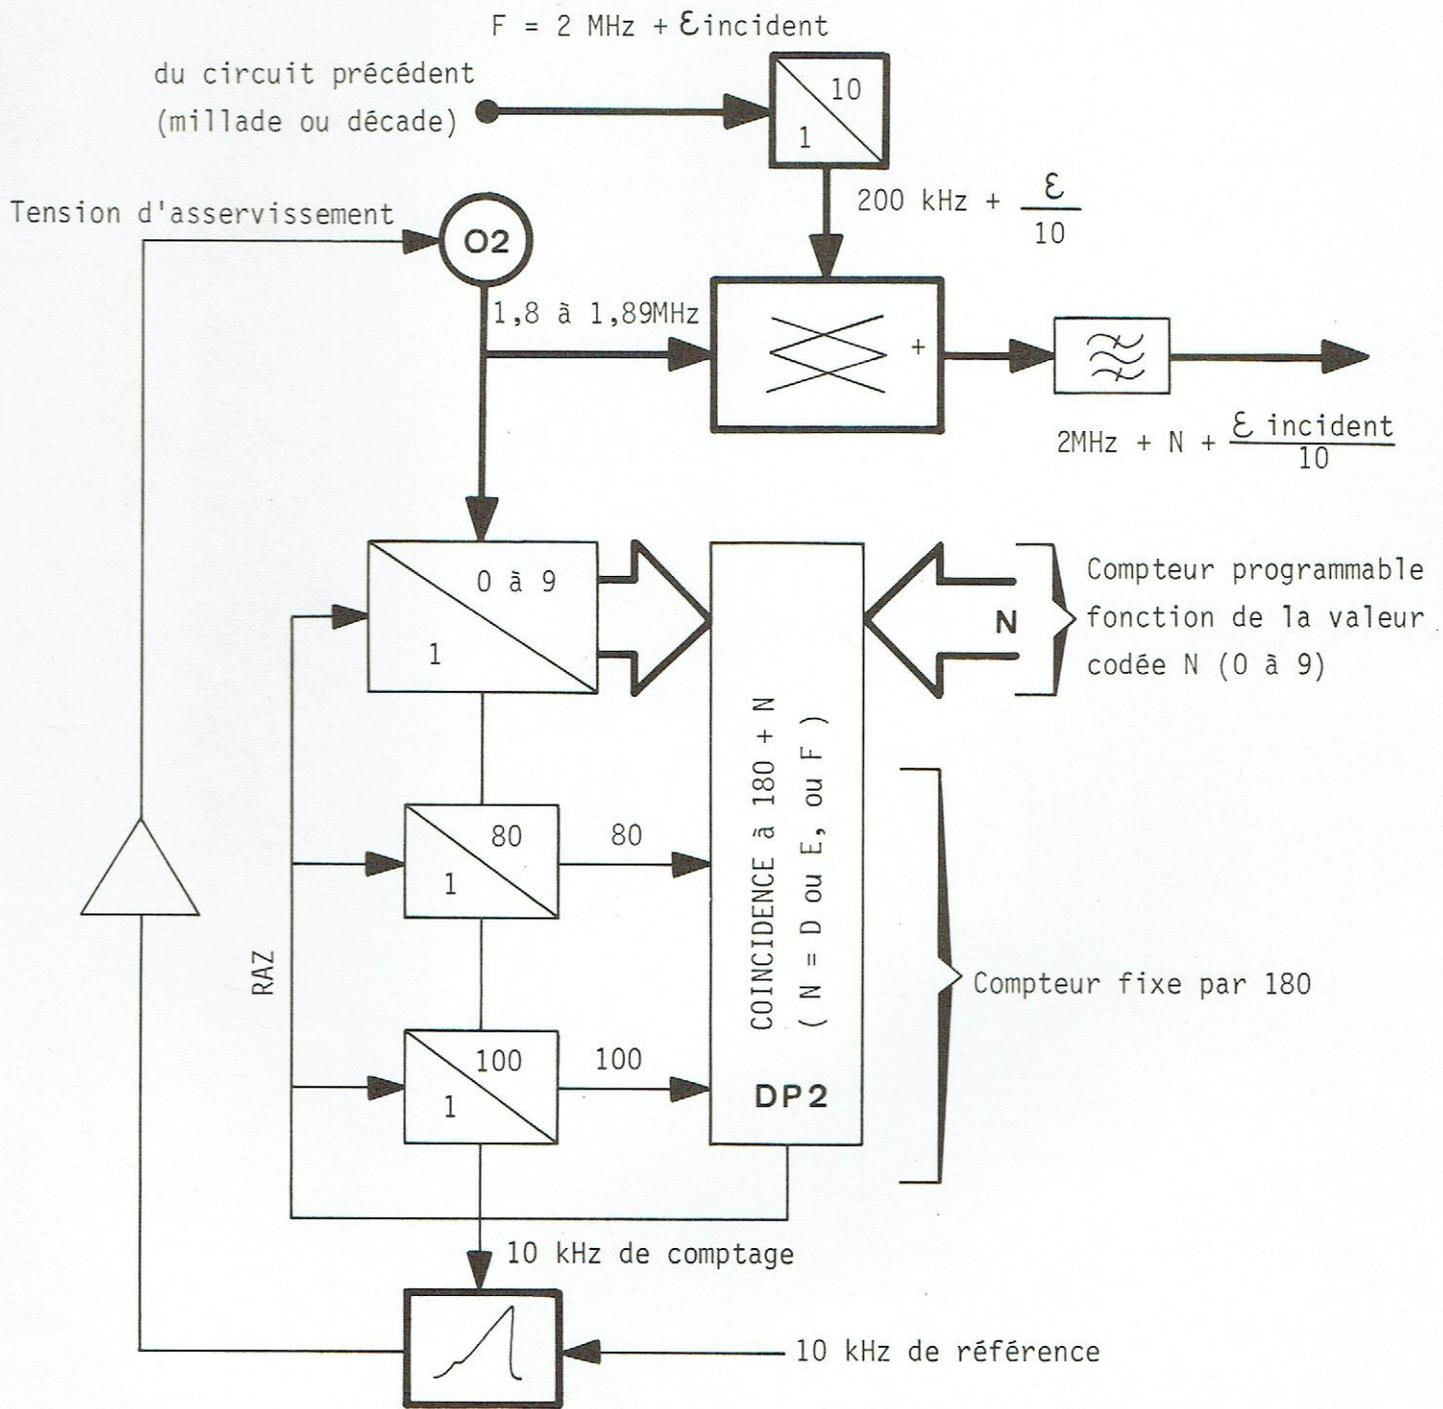 F = 2 MHz + Ɛ incident
du circuit précédent
(millade ou décade)
10
1
200 kHz + Ɛ/10
Tension d'asservissement
O2
1,8 à 1,89MHz
+
2MHz + N + Ɛ incident/10
0 à 9
1
N
Compteur programmable
fonction de la valeur
codée N (0 à 9)
COINCIDENCE à 180 + N
( N = D ou E, ou F )
80
1
80
RAZ
Compteur fixe par 180
100
1
100
DP2
10 kHz de comptage
10 kHz de référence